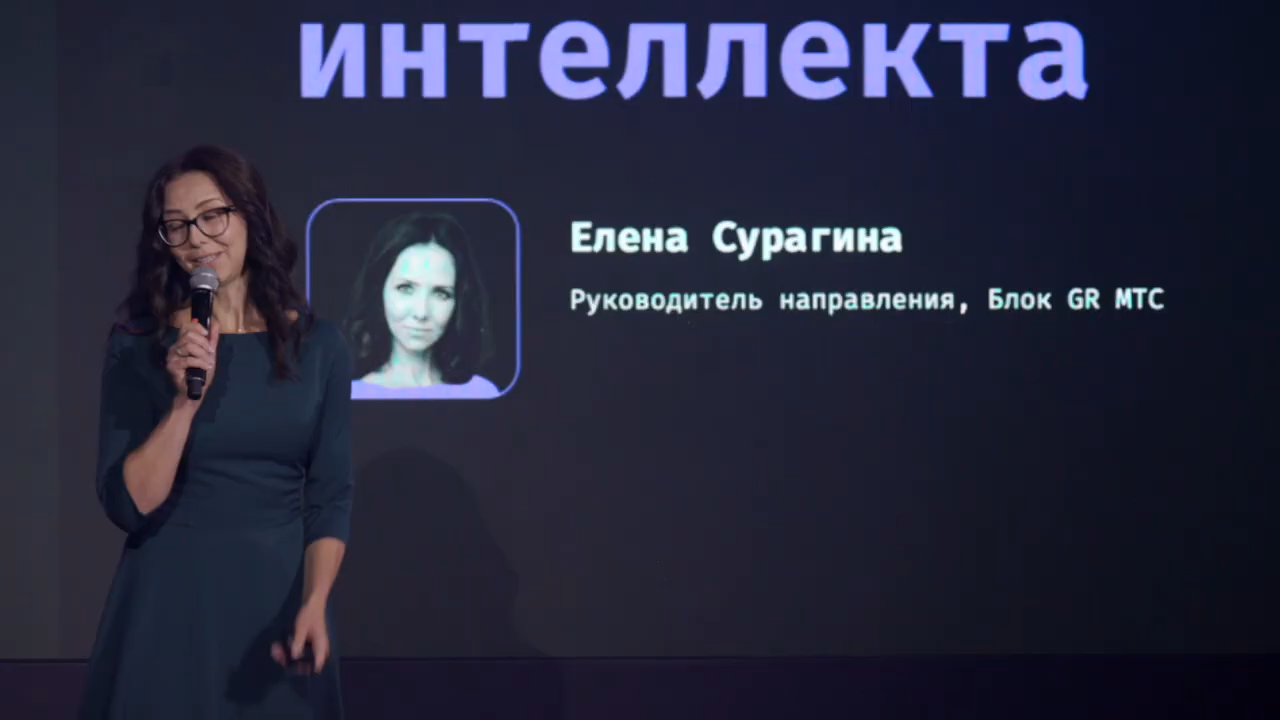 интеллекта
Елена Сурагина
Руководитель направления, Блок GR МТС